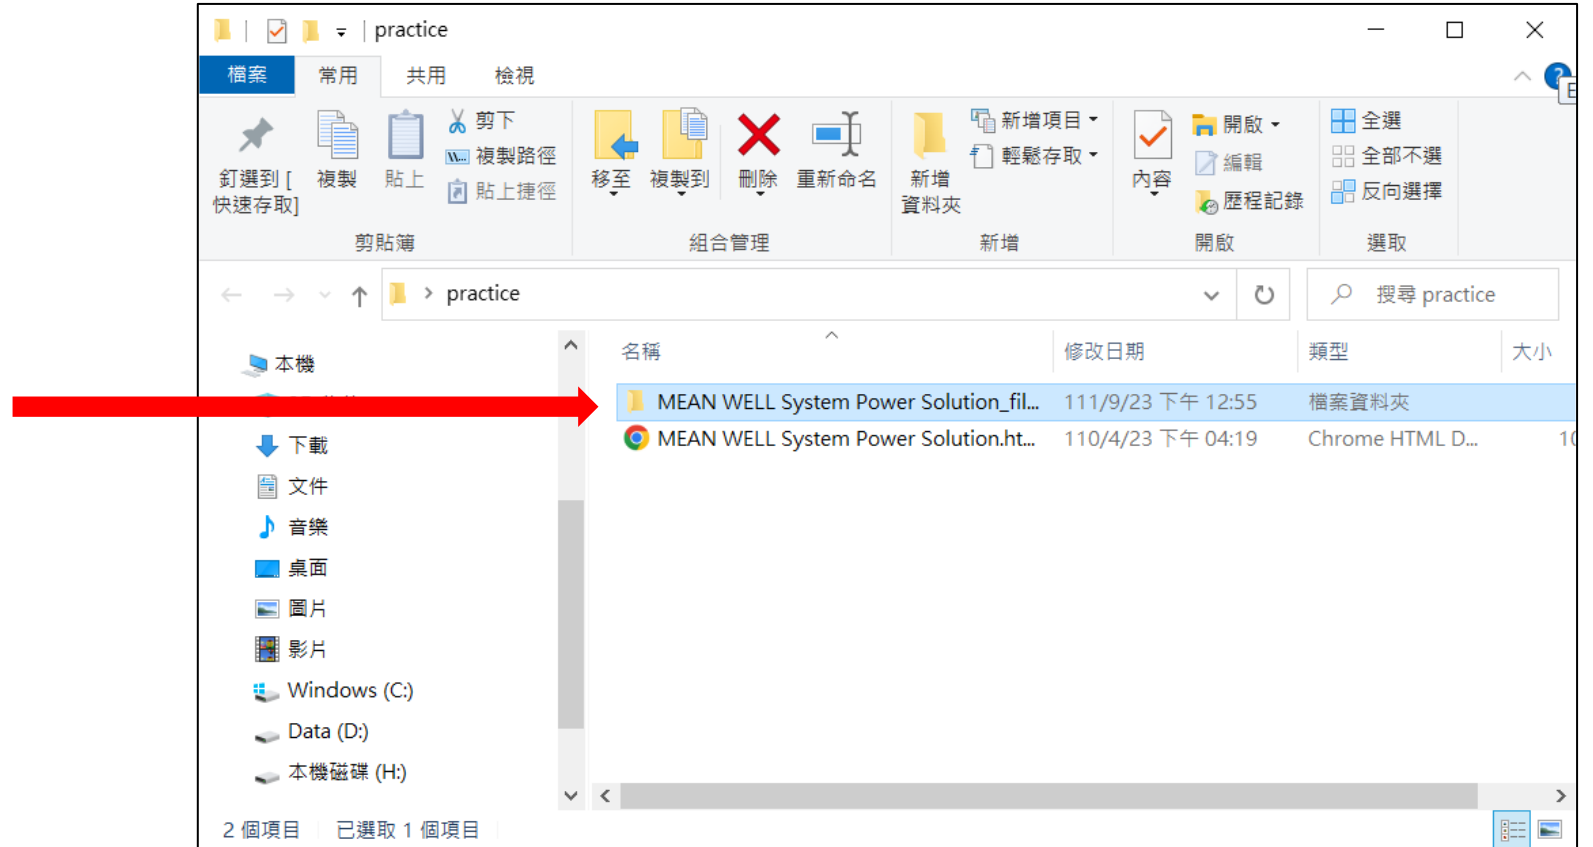 practice
檔案 常用 共用 檢視
釘選到 [
快速存取]
複製
貼上
剪下
複製路徑
貼上捷徑
剪貼簿
移至
複製到
刪除
重新命名
組合管理
新增
資料夾
新增項目
輕鬆存取
新增
內容
開啟
編輯
歷程記錄
開啟
全選
全部不選
反向選擇
選取
practice
搜尋 practice
本機
下載
文件
音樂
桌面
圖片
影片
Windows (C:)
Data (D:)
本機磁碟 (H:)
名稱 修改日期 類型 大小
MEAN WELL System Power Solution_fil... 111/9/23 下午 12:55 檔案資料夾
MEAN WELL System Power Solution.ht... 110/4/23 下午 04:19 Chrome HTML D... 10
2 個項目 已選取 1 個項目